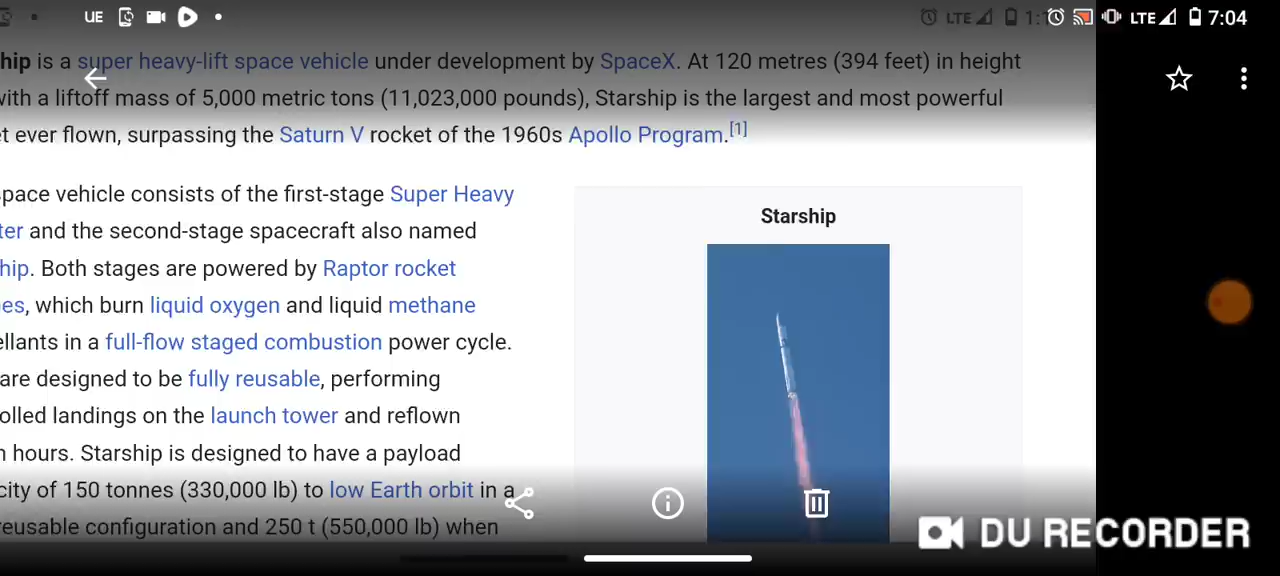 UE LTE 1: LTE 7:04
hip is a super heavy-lift space vehicle under development by SpaceX. At 120 metres (394 feet) in height
with a liftoff mass of 5,000 metric tons (11,023,000 pounds), Starship is the largest and most powerful
et ever flown, surpassing the Saturn V rocket of the 1960s Apollo Program.[1]
space vehicle consists of the first-stage Super Heavy
ter and the second-stage spacecraft also named
hip. Both stages are powered by Raptor rocket
es, which burn liquid oxygen and liquid methane
ellants in a full-flow staged combustion power cycle.
are designed to be fully reusable, performing
olled landings on the launch tower and reflown
n hours. Starship is designed to have a payload
city of 150 tonnes (330,000 lb) to low Earth orbit in a
reusable configuration and 250 t (550,000 lb) when
Starship
DU RECORDER